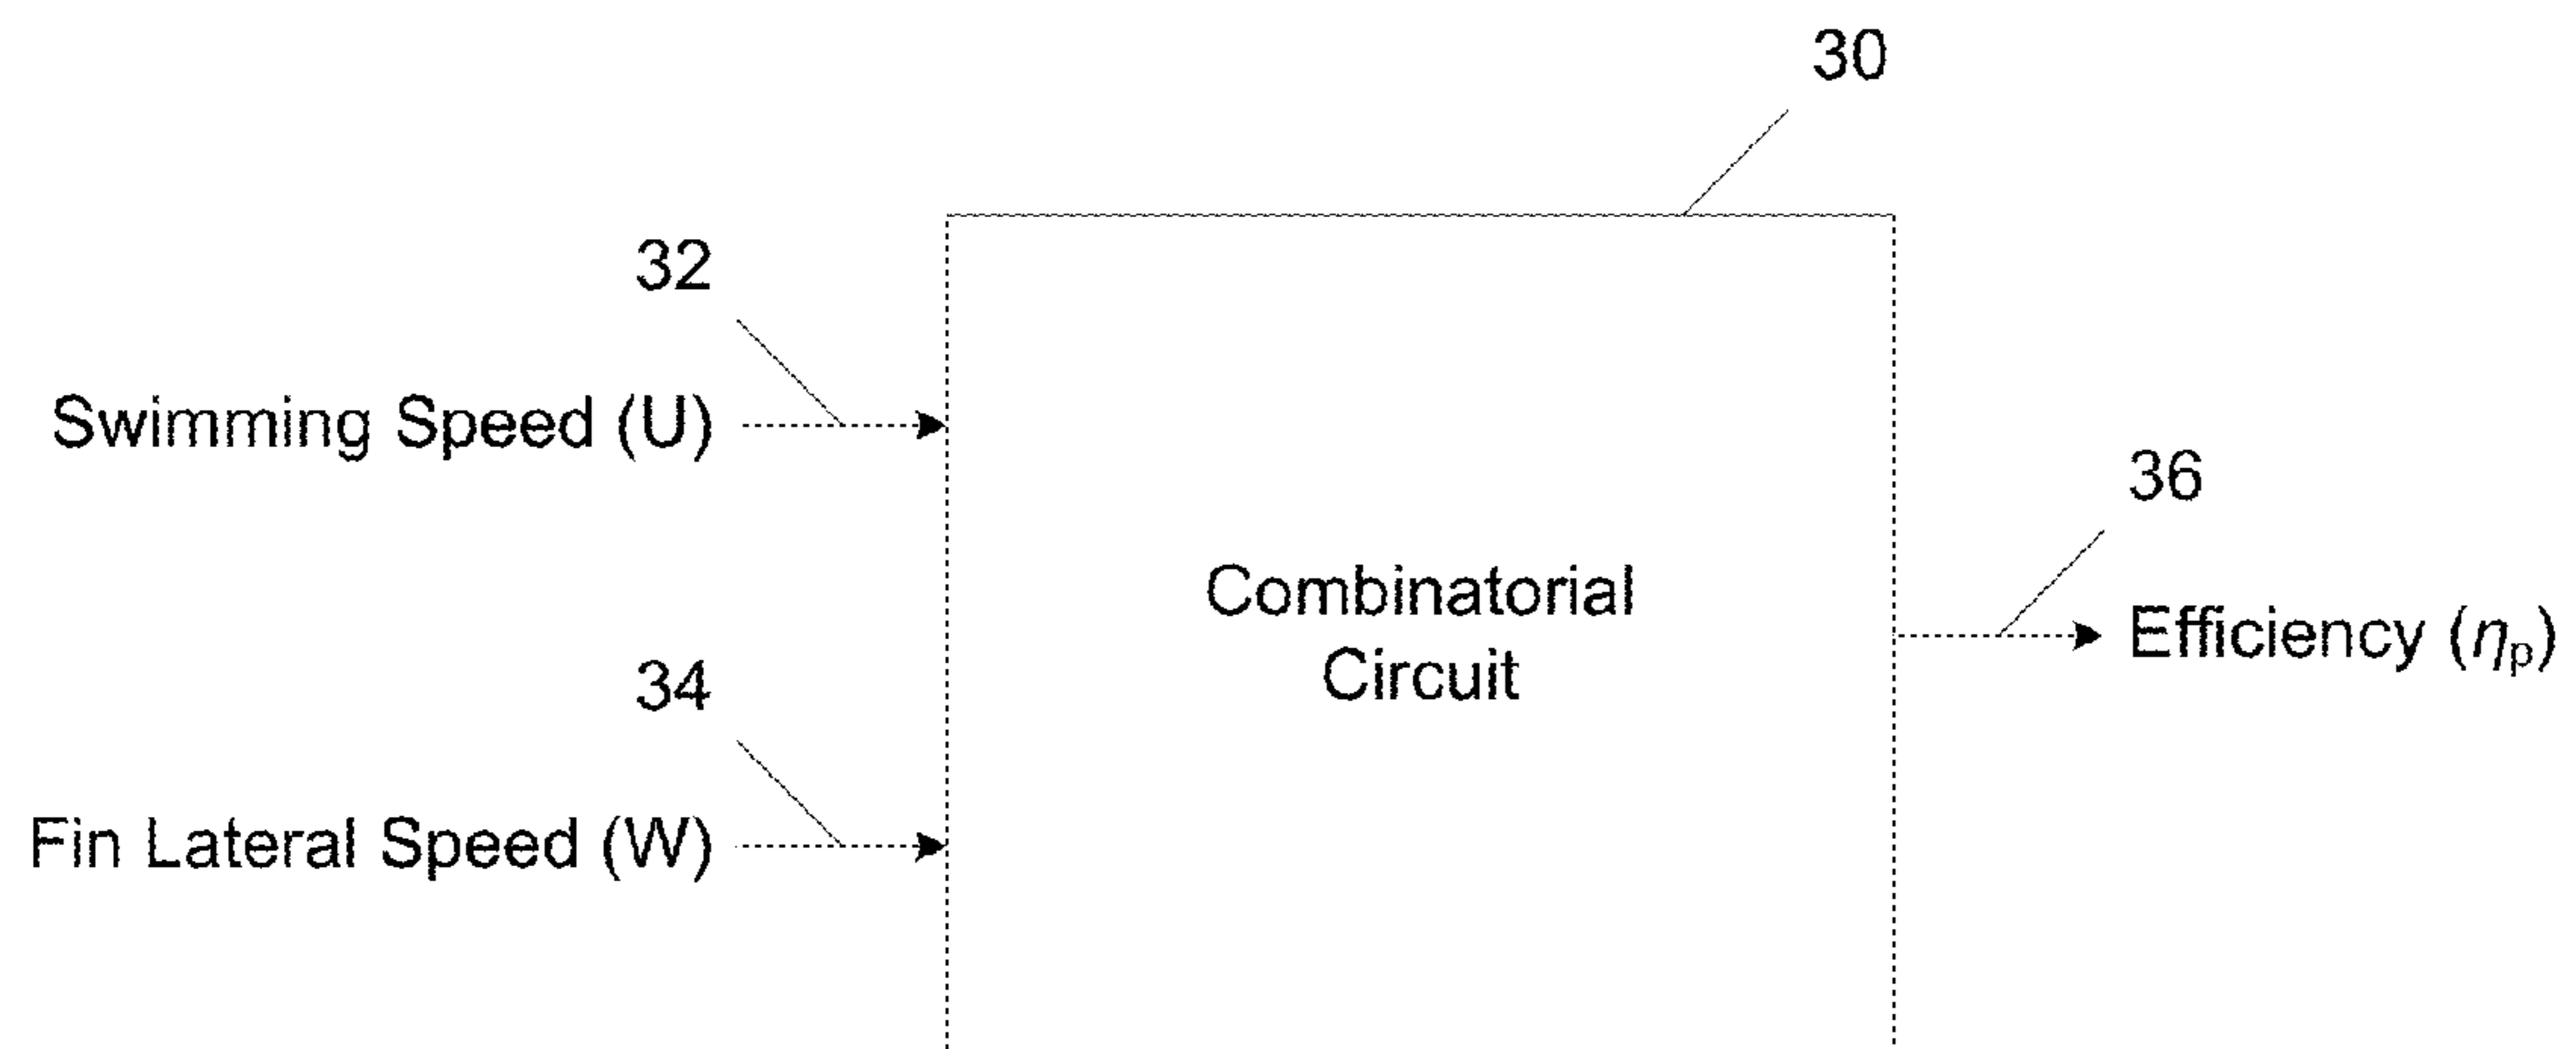 30
32
Swimming Speed (U)
36
Combinatorial
Circuit
Efficiency (ηp)
34
Fin Lateral Speed (W)